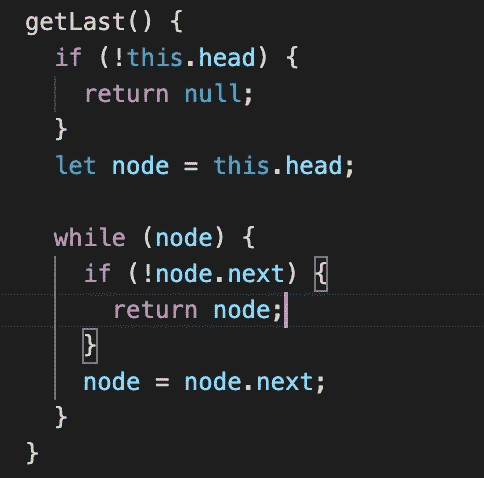 getLast() {
  if (!this.head) {
    return null;
  }
  let node = this.head;

  while (node) {
    if (!node.next) {
      return node;
    }
    node = node.next;
  }
}